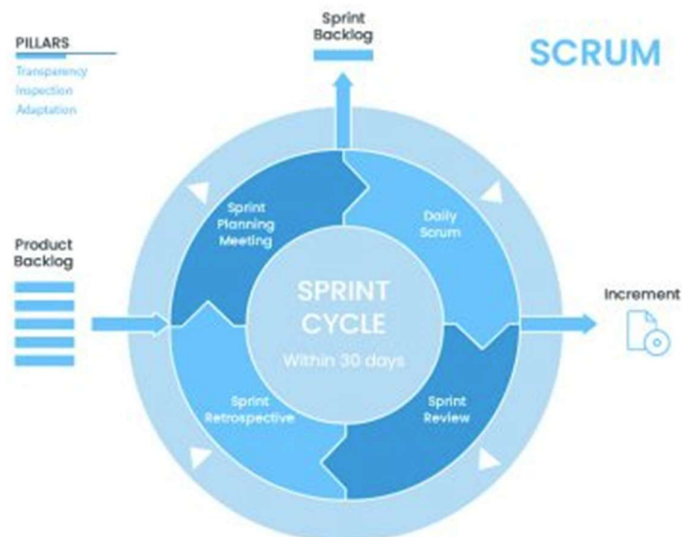 PILLARS
Transparency
Inspection
Adaptation
Sprint
Backlog
SCRUM
Sprint
Planning
Meeting
Daily
Scrum
Product
Backlog
SPRINT
CYCLE
Within 30 days
Increment
Sprint
Retrospective
Sprint
Review